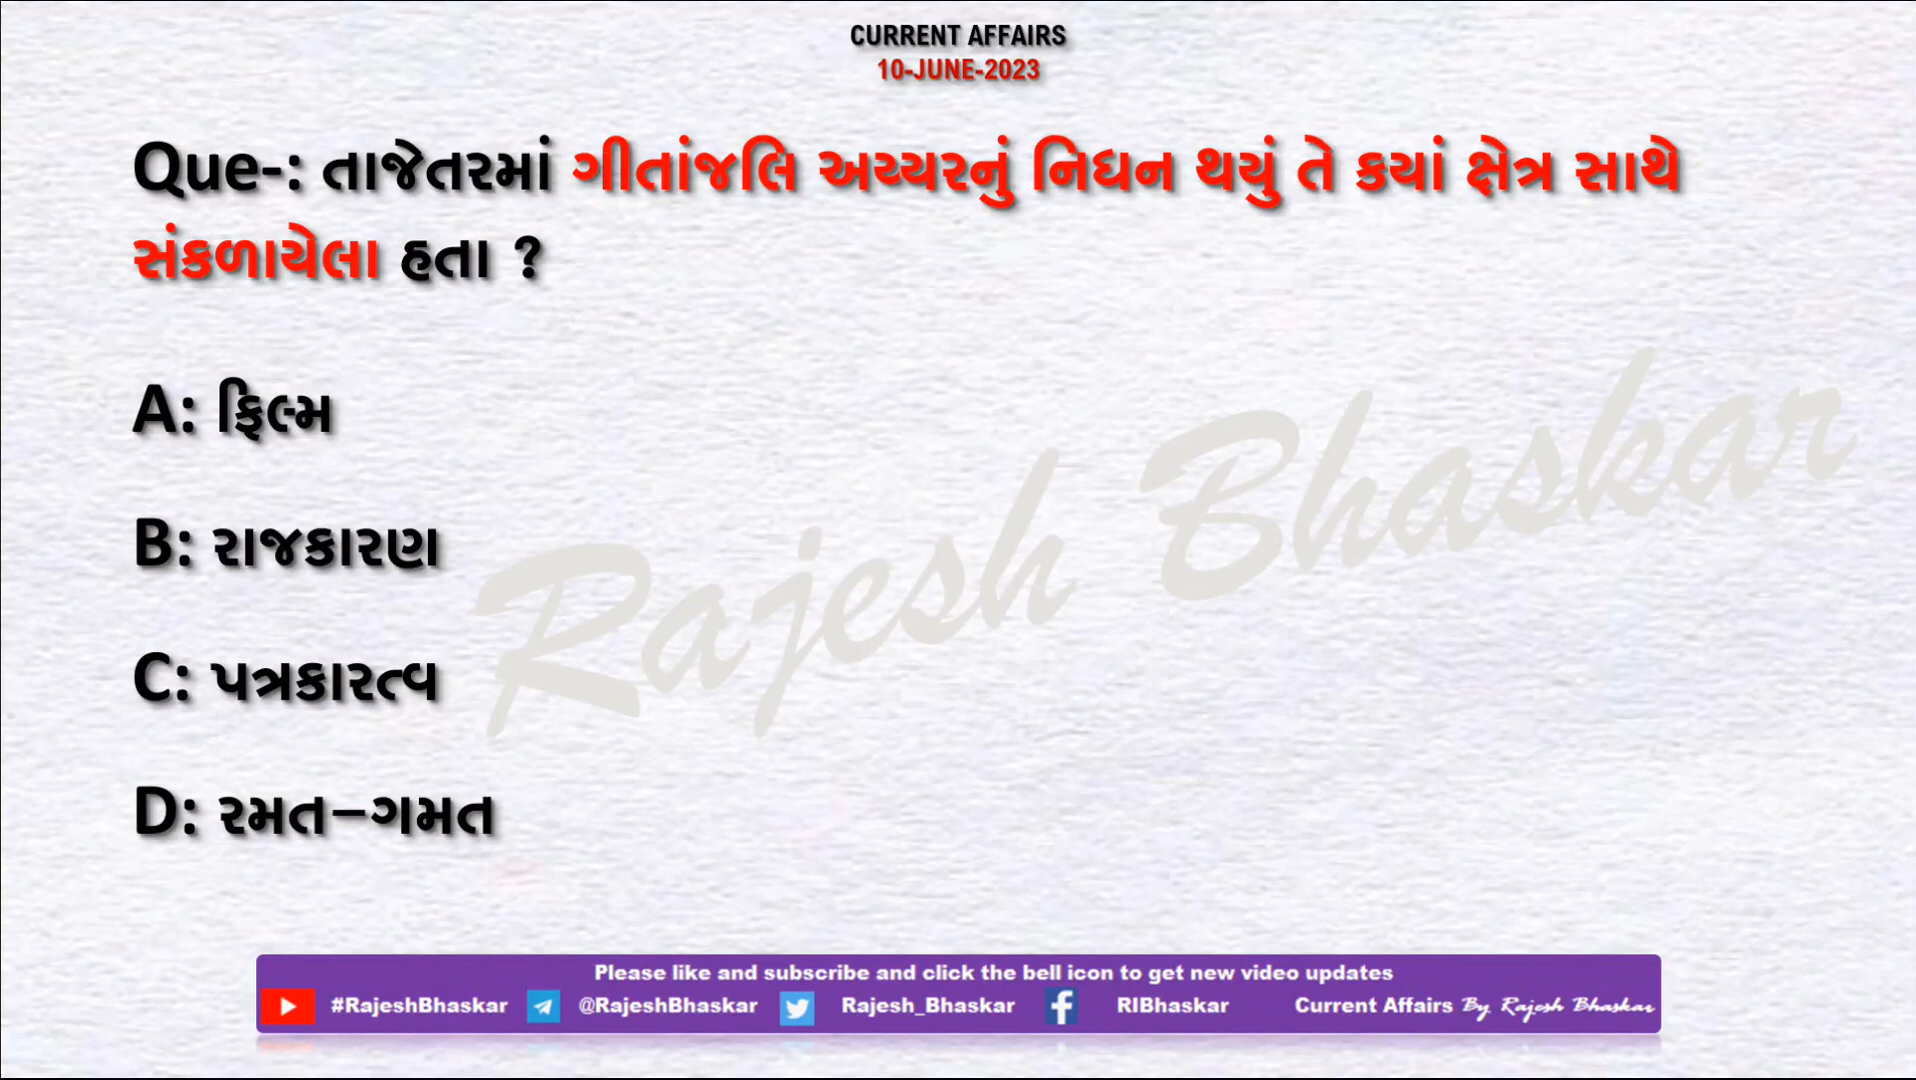 CURRENT AFFAIRS
10-JUNE-2023
Que-: તાજેતરમાં ગીતાંજલિ અય્યરનું નિધન થયું તે કયાં ક્ષેત્ર સાથે
સંકળાયેલા હતા ?
A: ફિલ્મ
B: રાજકારણ
C: પત્રકારત્વ
D: રમત–ગમત
Rajesh Bhaskar
Please like and subscribe and click the bell icon to get new video updates
#RajeshBhaskar @RajeshBhaskar Rajesh_Bhaskar RIBhaskar Current Affairs By Rajesh Bhaskar